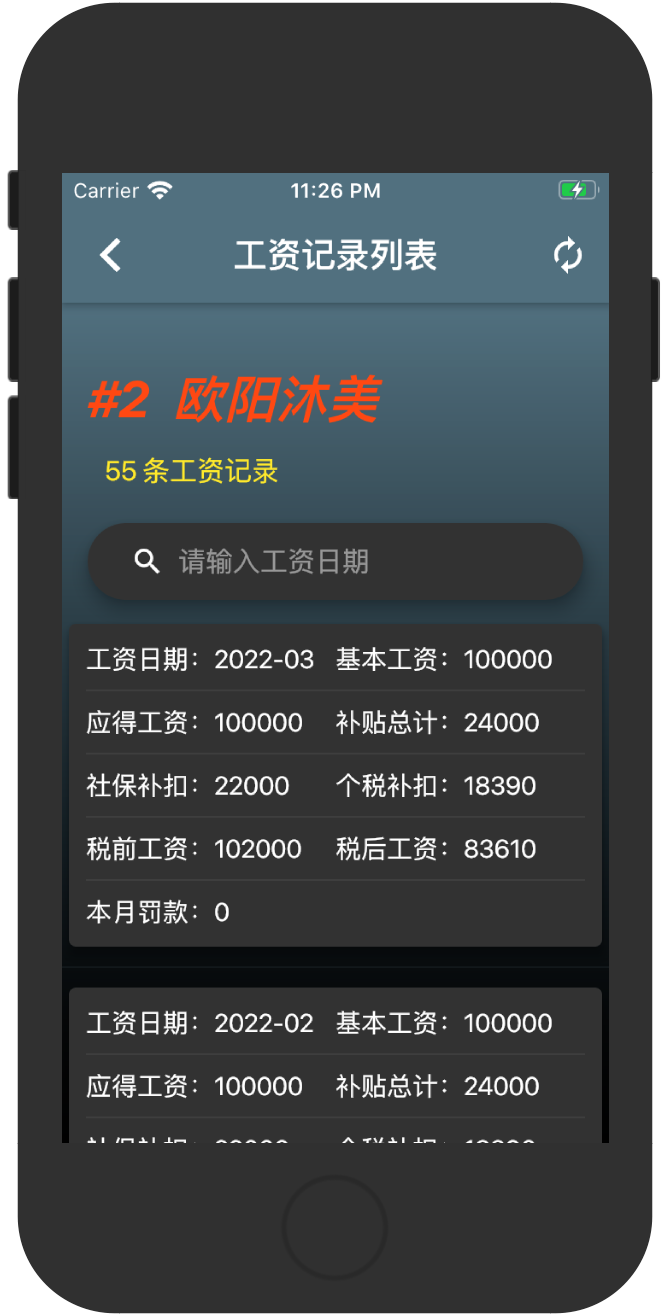 Carrier 11:26 PM
工资记录列表
#2 欧阳沐美
55 条工资记录
请输入工资日期
工资日期：2022-03 基本工资：100000
应得工资：100000 补贴总计：24000
社保补扣：22000 个税补扣：18390
税前工资：102000 税后工资：83610
本月罚款：0
工资日期：2022-02 基本工资：100000
应得工资：100000 补贴总计：24000